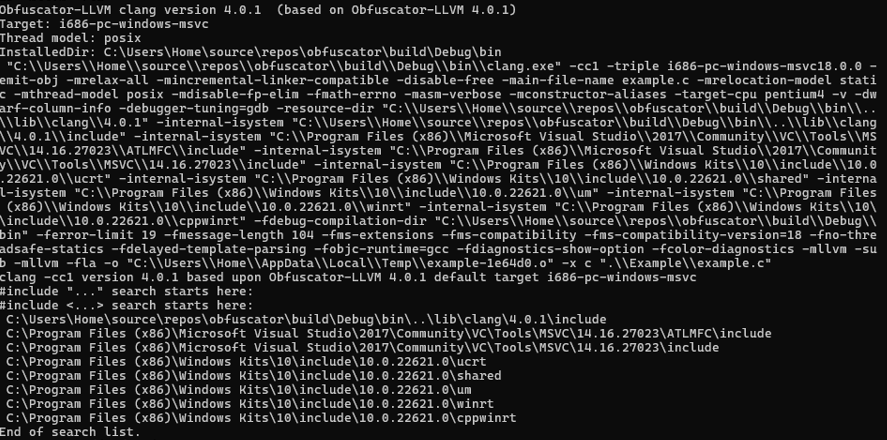 Obfuscator-LLVM clang version 4.0.1  (based on Obfuscator-LLVM 4.0.1)
Target: i686-pc-windows-msvc
Thread model: posix
InstalledDir: C:\Users\Home\source\repos\obfuscator\build\Debug\bin
 "C:\\Users\\Home\\source\\repos\\obfuscator\\build\\Debug\\bin\\clang.exe" -cc1 -triple i686-pc-windows-msvc18.0.0 -
emit-obj -mrelax-all -mincremental-linker-compatible -disable-free -main-file-name example.c -mrelocation-model stati
c -mthread-model posix -mdisable-fp-elim -fmath-errno -masm-verbose -mconstructor-aliases -target-cpu pentium4 -v -dw
arf-column-info -debugger-tuning=gdb -resource-dir "C:\\Users\\Home\\source\\repos\\obfuscator\\build\\Debug\\bin\\..
\\lib\\clang\\4.0.1" -internal-isystem "C:\\Users\\Home\\source\\repos\\obfuscator\\build\\Debug\\bin\\..\\lib\\clang
\\4.0.1\\include" -internal-isystem "C:\\Program Files (x86)\\Microsoft Visual Studio\\2017\\Community\\VC\\Tools\\MS
VC\\14.16.27023\\ATLMFC\\include" -internal-isystem "C:\\Program Files (x86)\\Microsoft Visual Studio\\2017\\Communit
y\\VC\\Tools\\MSVC\\14.16.27023\\include" -internal-isystem "C:\\Program Files (x86)\\Windows Kits\\10\\include\\10.0
.22621.0\\ucrt" -internal-isystem "C:\\Program Files (x86)\\Windows Kits\\10\\include\\10.0.22621.0\\shared" -interna
l-isystem "C:\\Program Files (x86)\\Windows Kits\\10\\include\\10.0.22621.0\\um" -internal-isystem "C:\\Program Files
 (x86)\\Windows Kits\\10\\include\\10.0.22621.0\\winrt" -internal-isystem "C:\\Program Files (x86)\\Windows Kits\\10\
\include\\10.0.22621.0\\cppwinrt" -fdebug-compilation-dir "C:\\Users\\Home\\source\\repos\\obfuscator\\build\\Debug\\
bin" -ferror-limit 19 -fmessage-length 104 -fms-extensions -fms-compatibility -fms-compatibility-version=18 -fno-thre
adsafe-statics -fdelayed-template-parsing -fobjc-runtime=gcc -fdiagnostics-show-option -fcolor-diagnostics -mllvm -su
b -mllvm -fla -o "C:\\Users\\Home\\AppData\\Local\\Temp\\example-1e64d0.o" -x c ".\\Example\\example.c"
clang -cc1 version 4.0.1 based upon Obfuscator-LLVM 4.0.1 default target i686-pc-windows-msvc
#include "..." search starts here:
#include <...> search starts here:
 C:\Users\Home\source\repos\obfuscator\build\Debug\bin\..\lib\clang\4.0.1\include
 C:\Program Files (x86)\Microsoft Visual Studio\2017\Community\VC\Tools\MSVC\14.16.27023\ATLMFC\include
 C:\Program Files (x86)\Microsoft Visual Studio\2017\Community\VC\Tools\MSVC\14.16.27023\include
 C:\Program Files (x86)\Windows Kits\10\include\10.0.22621.0\ucrt
 C:\Program Files (x86)\Windows Kits\10\include\10.0.22621.0\shared
 C:\Program Files (x86)\Windows Kits\10\include\10.0.22621.0\um
 C:\Program Files (x86)\Windows Kits\10\include\10.0.22621.0\winrt
 C:\Program Files (x86)\Windows Kits\10\include\10.0.22621.0\cppwinrt
End of search list.